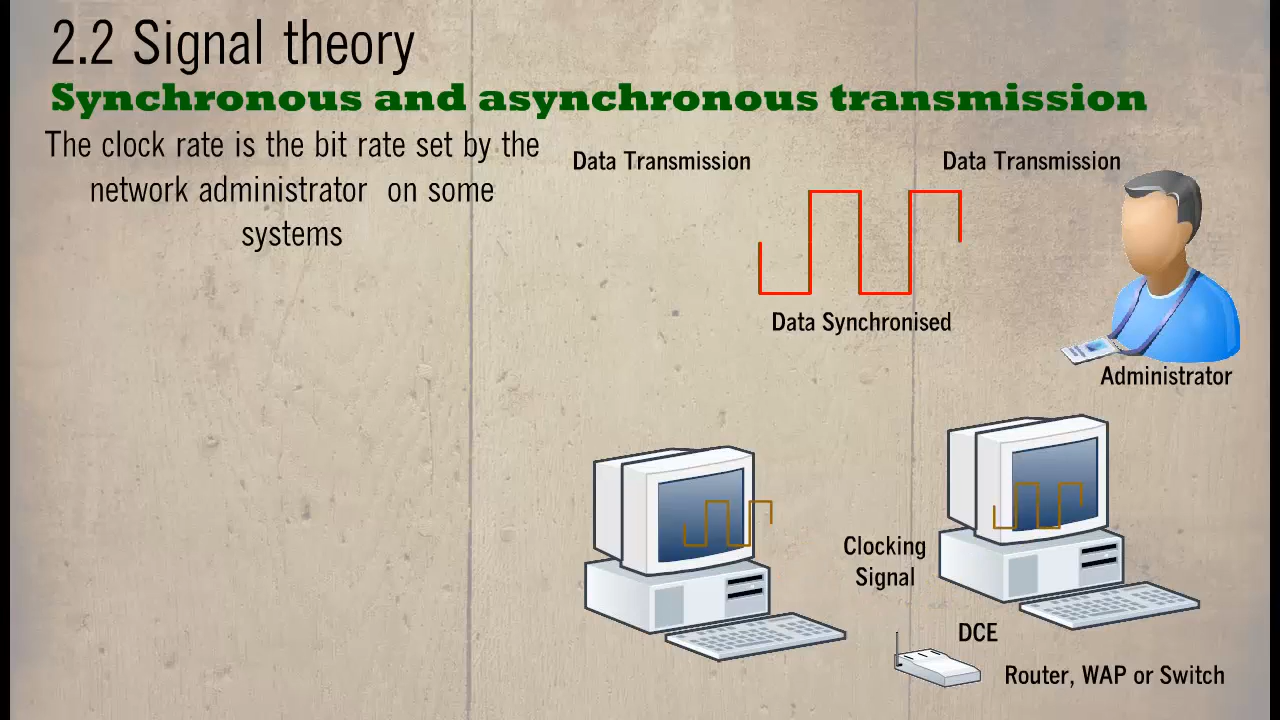 2.2 Signal theory
Synchronous and asynchronous transmission
The clock rate is the bit rate set by the
network administrator on some
systems
Data Transmission
Data Transmission
Data Synchronised
Administrator
Clocking
Signal
DCE
Router, WAP or Switch